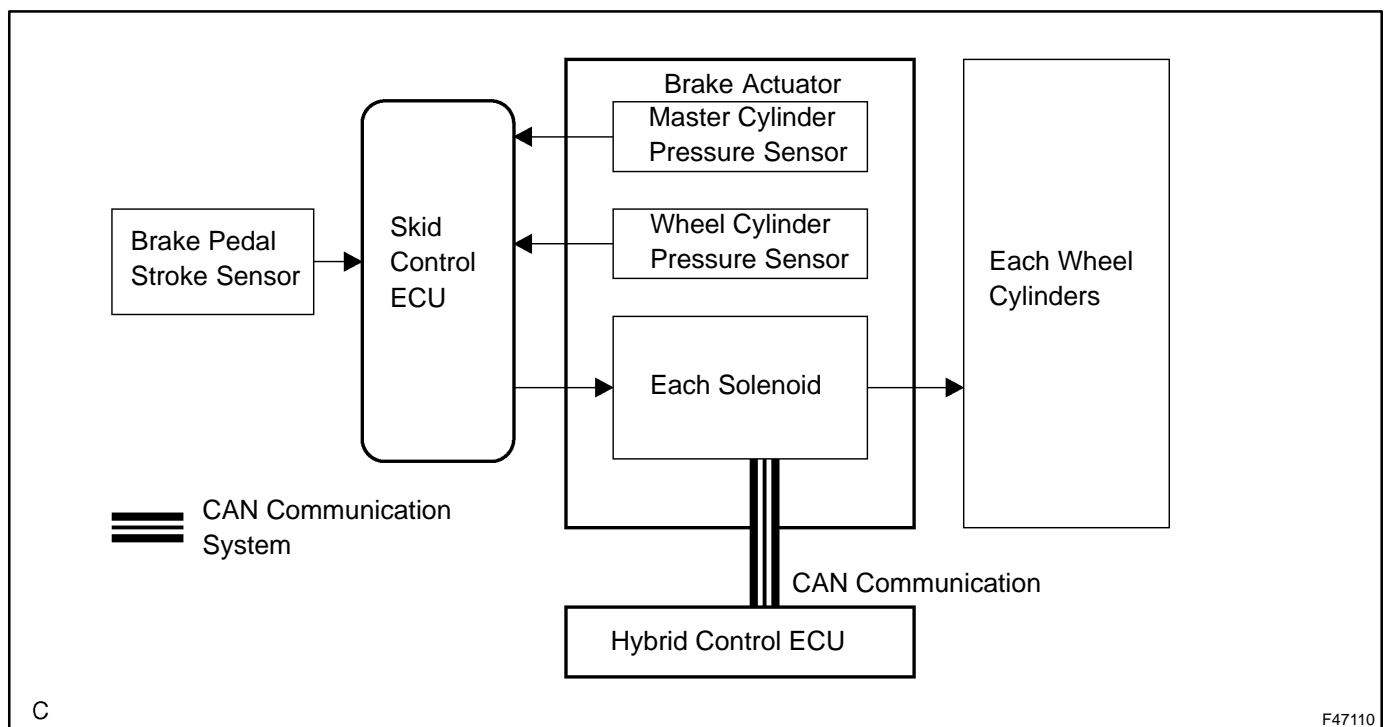 Brake Actuator
Master Cylinder
Pressure Sensor
Brake Pedal
Stroke Sensor
Skid
Control
ECU
Wheel Cylinder
Pressure Sensor
Each Wheel
Cylinders
Each Solenoid
CAN Communication
System
CAN Communication
Hybrid Control ECU
C
F47110